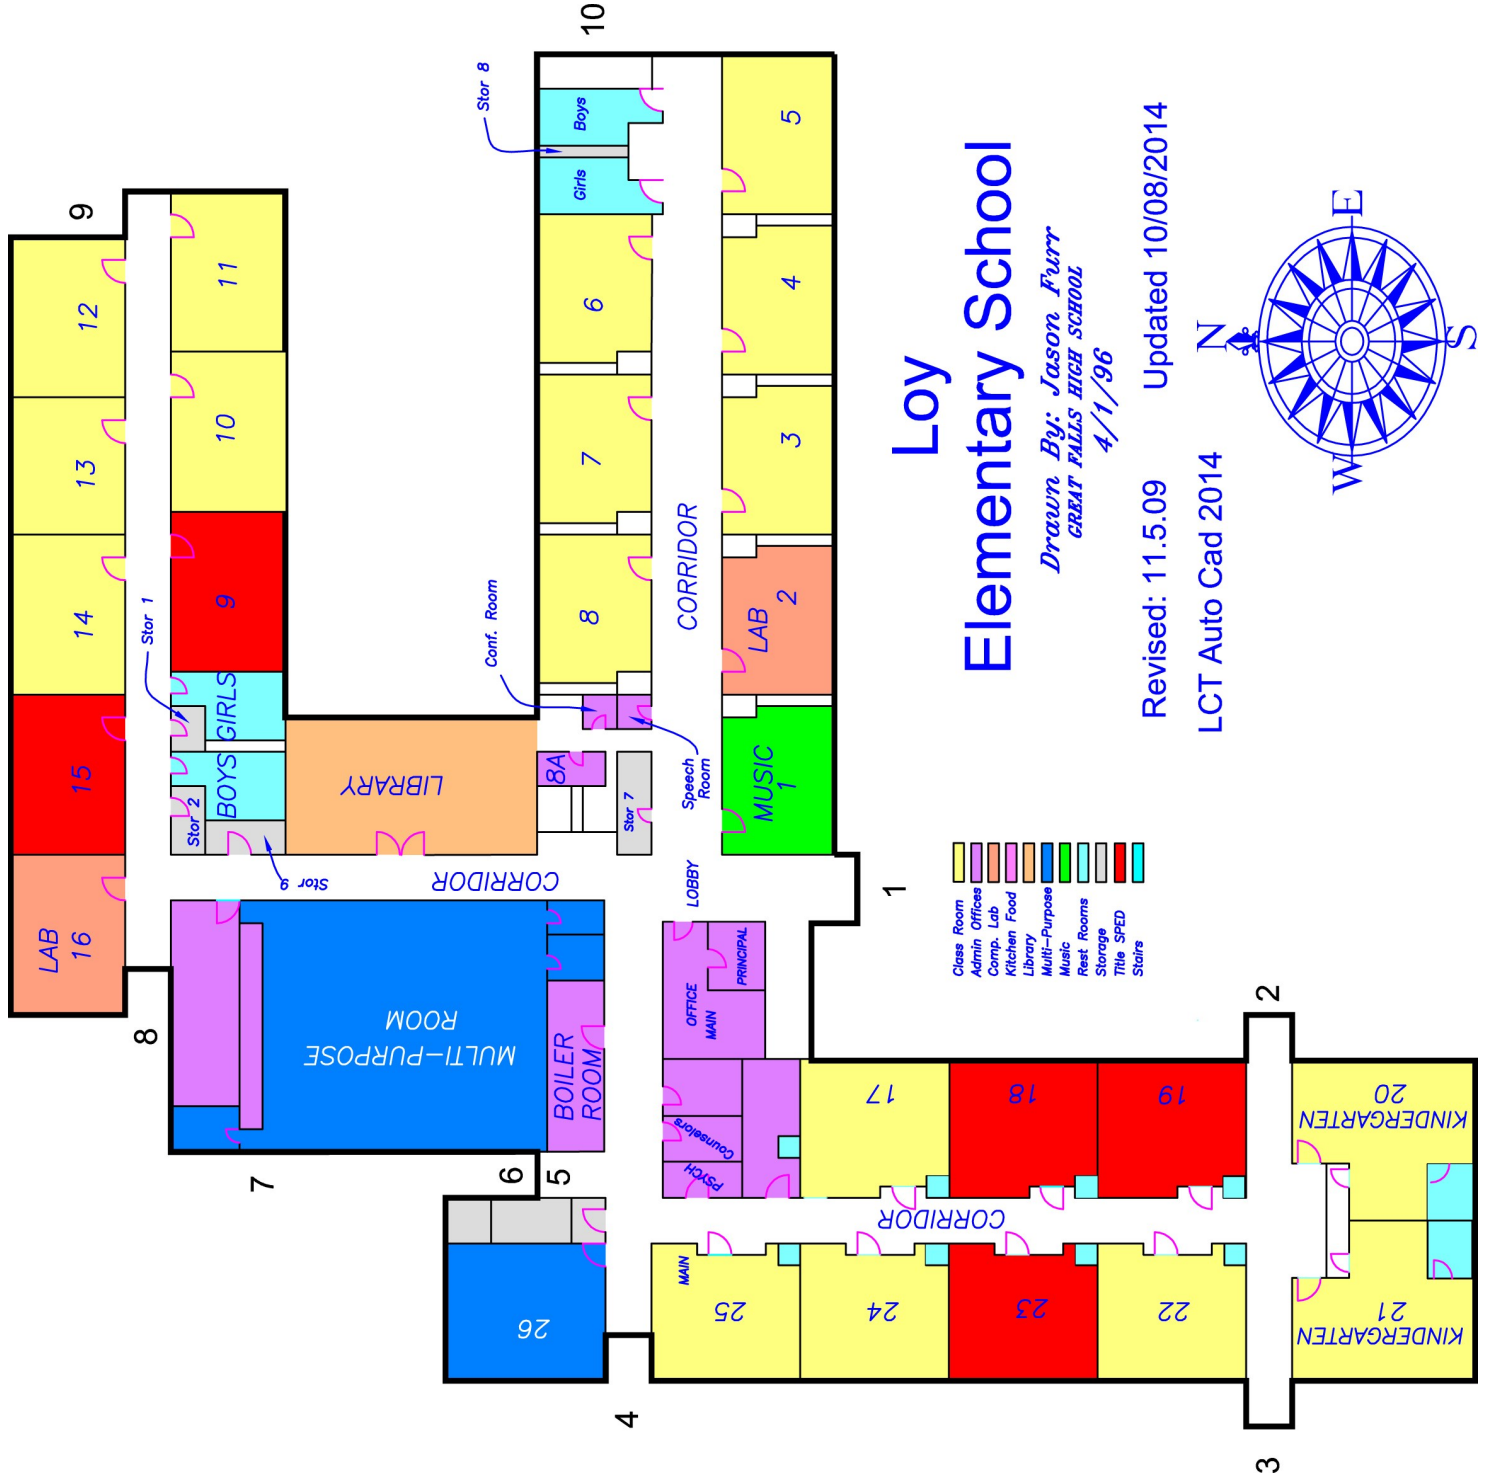 Loy
Elementary School
Drawn By: Jason Furr
GREAT FALLS HIGH SCHOOL
4/1/96
Revised: 11.5.09
Updated 10/08/2014
LCT Auto Cad 2014
N
E
S
W
Class Room
Admin Offices
Comp. Lab
Kitchen Food
Library
Multi-Purpose
Music
Rest Rooms
Storage
Title SPED
Stairs
9
12
13
14
15
LAB
16
8
11
10
9
GIRLS
BOYS
Stor 1
Stor 2
Stor 9
LIBRARY
CORRIDOR
MULTI-PURPOSE
ROOM
BOILER
ROOM
7
6
5
26
4
10
Stor 8
Boys
Girls
6
7
8
Conf. Room
Speech
Room
8A
Stor 7
CORRIDOR
LOBBY
5
4
3
LAB
2
MUSIC
1
1
PRINCIPAL
OFFICE
MAIN
Counselors
PSYCH
17
18
19
CORRIDOR
MAIN
25
24
23
22
2
20
KINDERGARTEN
21
KINDERGARTEN
3